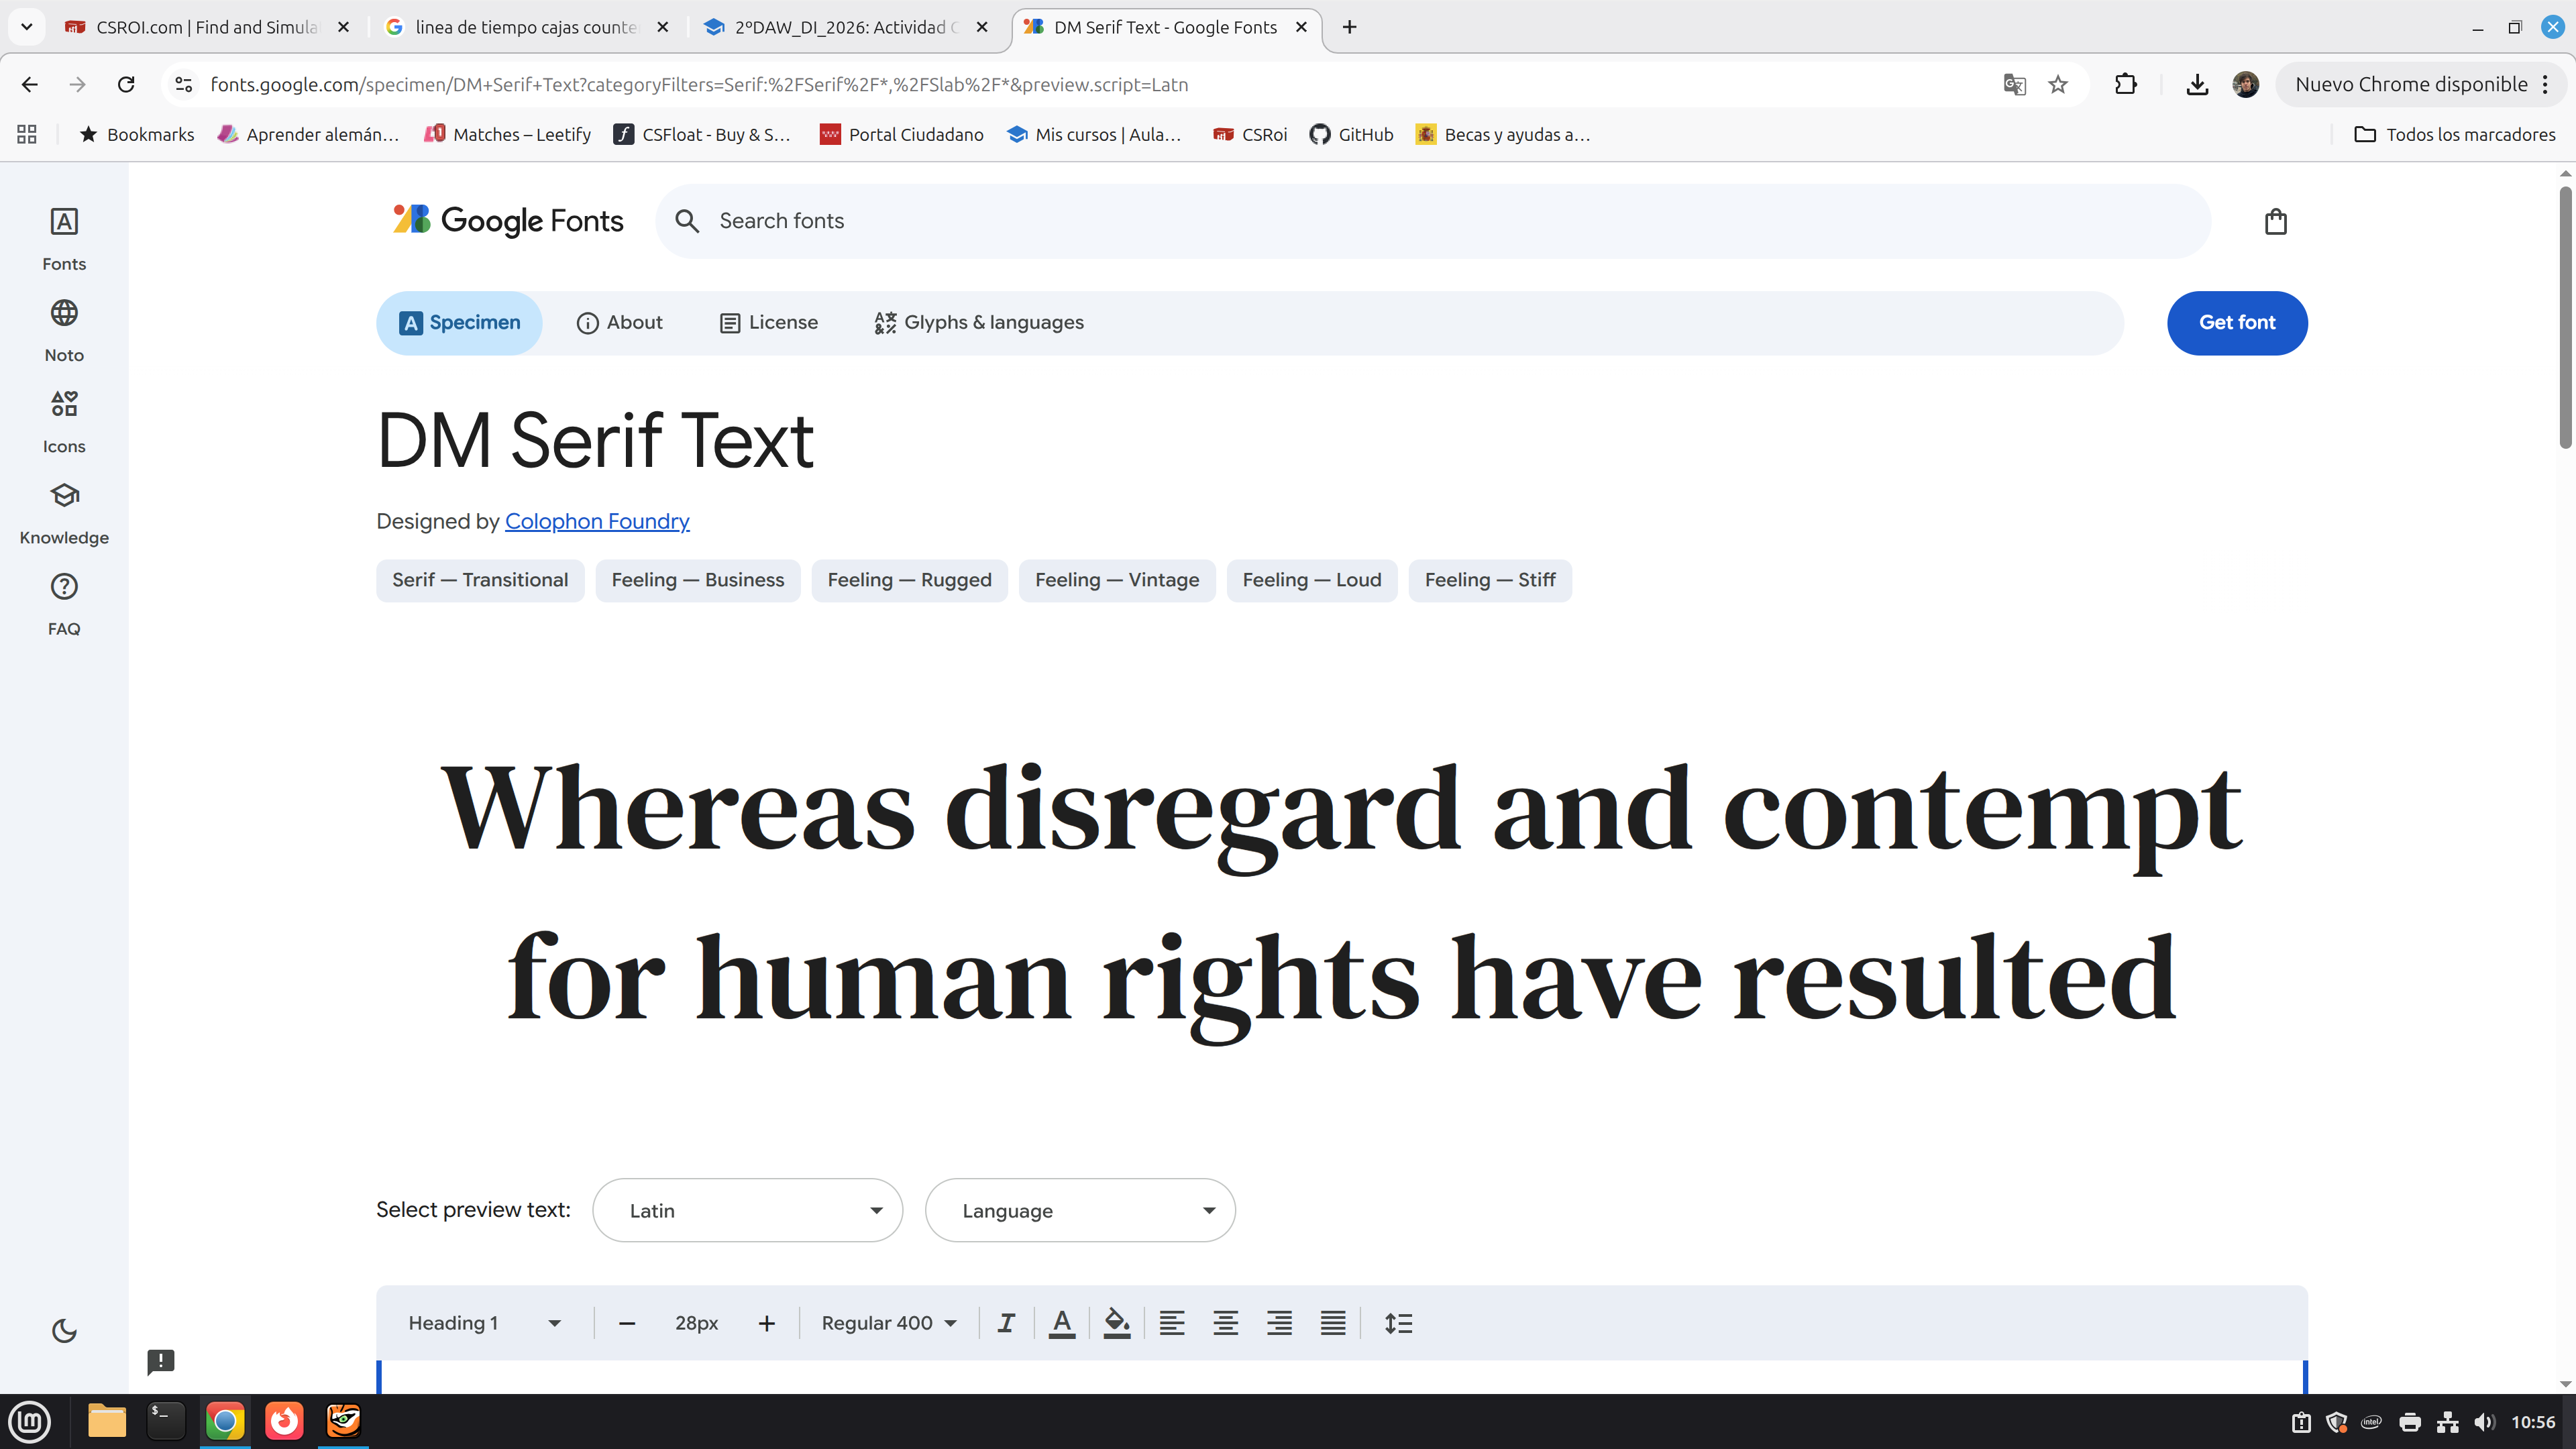 CSROI.com | Find and Simula
linea de tiempo cajas counte
2ºDAW_DI_2026: Actividad
DM Serif Text - Google Fonts
fonts.google.com/specimen/DM+Serif+Text?categoryFilters=Serif:%2FSerif%2F*,%2FSlab%2F*&preview.script=Latn
Nuevo Chrome disponible
Bookmarks
Aprender alemán...
Matches – Leetify
CSFloat - Buy & S...
Portal Ciudadano
Mis cursos | Aula...
CSRoi
GitHub
Becas y ayudas a...
Todos los marcadores
Fonts
Noto
Icons
Knowledge
FAQ
Google Fonts
Search fonts
Specimen
About
License
Glyphs & languages
Get font
DM Serif Text
Designed by Colophon Foundry
Serif — Transitional
Feeling — Business
Feeling — Rugged
Feeling — Vintage
Feeling — Loud
Feeling — Stiff
Whereas disregard and contempt
for human rights have resulted
Select preview text:
Latin
Language
Heading 1
28px
Regular 400
10:56